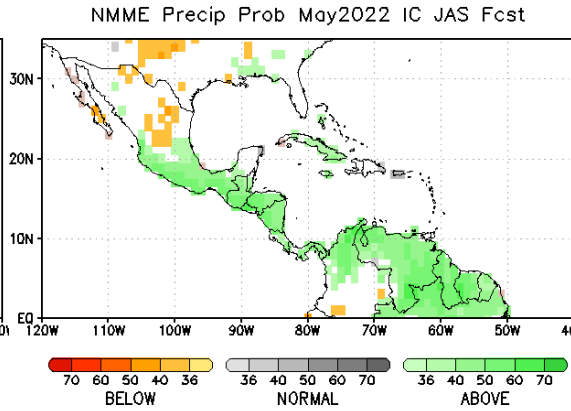 NMME Precip Prob May2022 IC JAS Fcst
30N
20N
10N
EQ
120W 110W 100W 90W 80W 70W 60W 50W 40W
70 60 50 40 36
BELOW
36 40 50 60 70
NORMAL
36 40 50 60 70
ABOVE